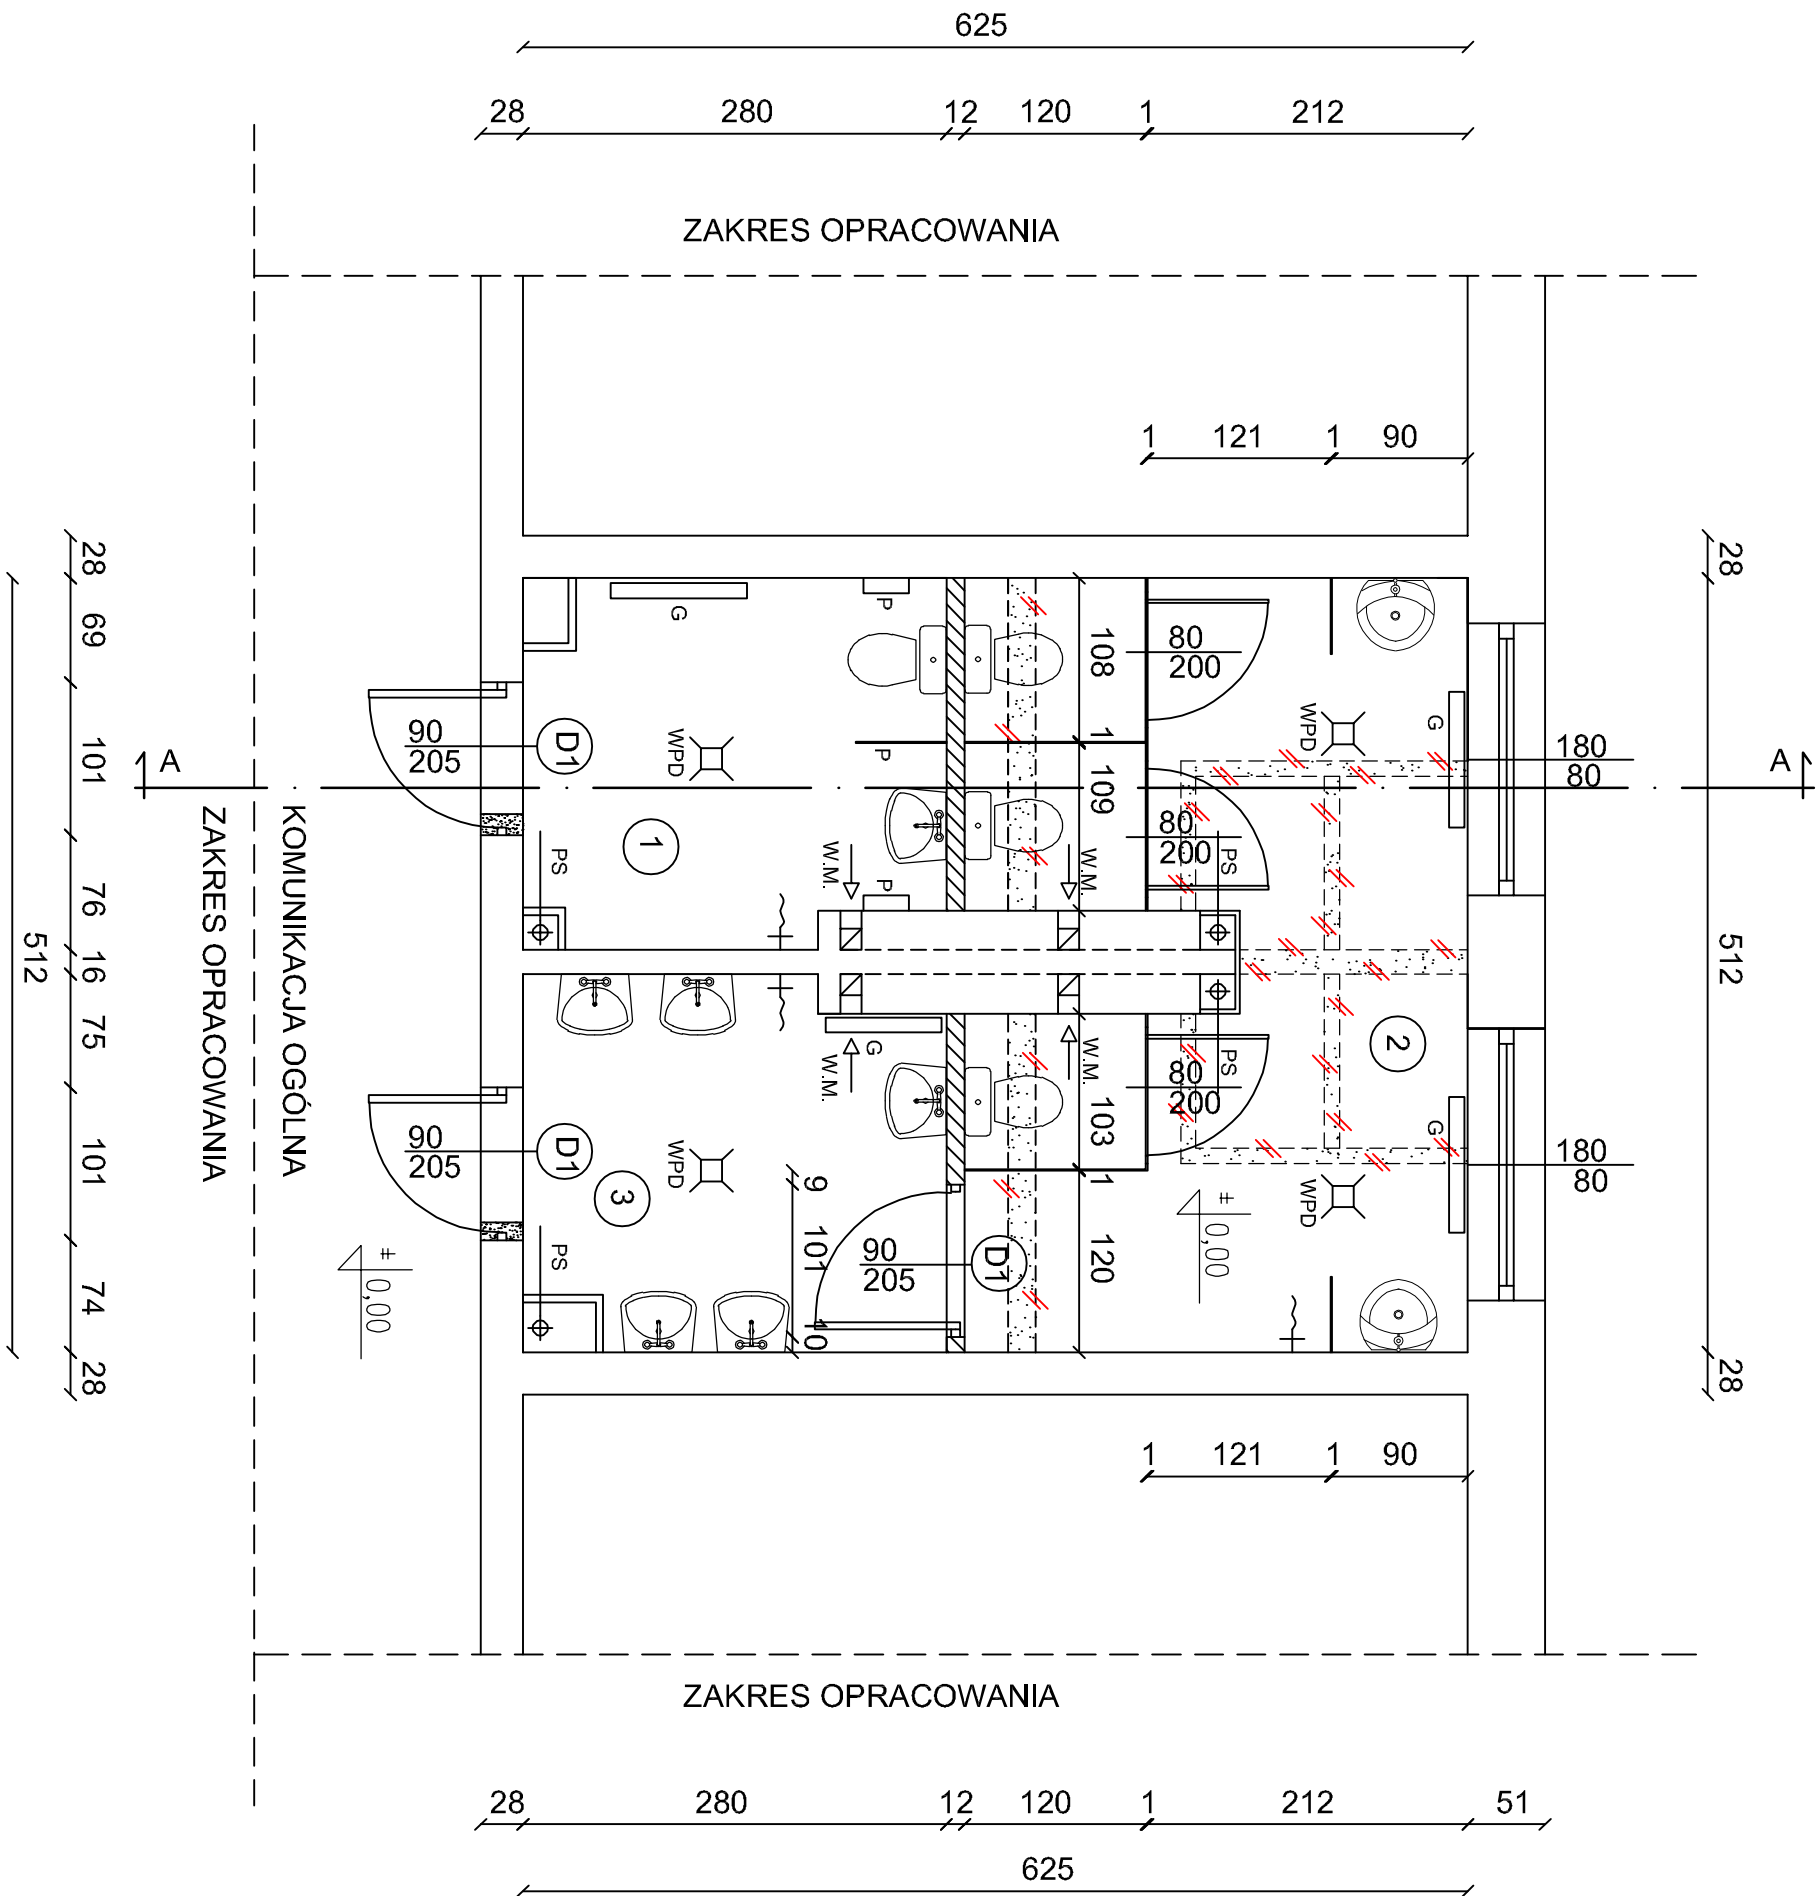 625
28 280 12 120 1 212
ZAKRES OPRACOWANIA
1 121 1 90
28
69
101
76
16
75
101
74
28
512
28
512
28
A
A
KOMUNIKACJA OGÓLNA
ZAKRES OPRACOWANIA
G
P
P
P
WPD
90
205
D1
1
PS
W.M.
W.M.
108
1
109
80
200
80
200
PS
WPD
G
180
80
2
PS
80
200
W.M.
G
W.M.
103
1
120
90
205
D1
3
WPD
PS
9
101
10
90
205
D1
G
WPD
180
80
0,00
0,00
1 121 1 90
ZAKRES OPRACOWANIA
28 280 12 120 1 212 51
625